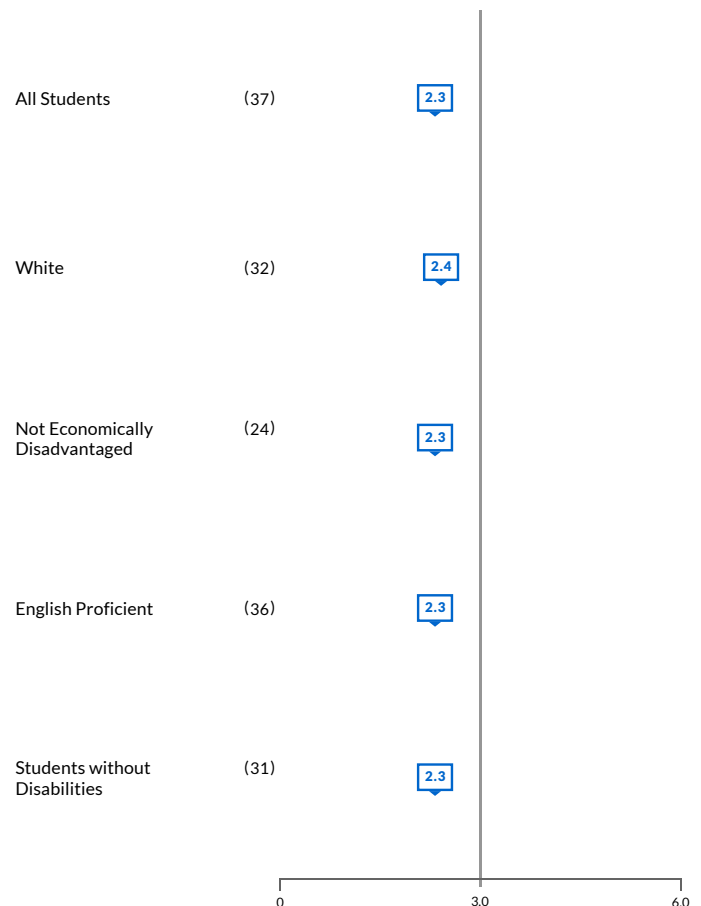 All Students (37) 2.3
White (32) 2.4
Not Economically (24) 2.3
Disadvantaged
English Proficient (36) 2.3
Students without (31) 2.3
Disabilities
0 3.0 6.0